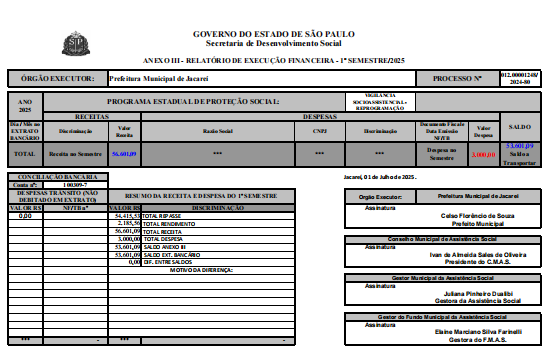 GOVERNO DO ESTADO DE SÃO PAULO
Secretaria de Desenvolvimento Social
ANEXO III - RELATÓRIO DE EXECUÇÃO FINANCEIRA - 1º SEMESTRE/2025
ÓRGÃO EXECUTOR: Prefeitura Municipal de Jacareí PROCESSO Nº 012.00001248/2024-80
ANO 2025 PROGRAMA ESTADUAL DE PROTEÇÃO SOCIAL: VIGILÂNCIA SOCIOASSISTENCIAL - REPROGRAMAÇÃO
RECEITAS DESPESAS SALDO
Dia / Mês no EXTRATO BANCÁRIO Discriminação Valor Receita Razão Social CNPJ Discriminação Documento Fiscal Data Emissão NF/FB Valor Despesa
TOTAL Receita no Semestre 56.601,09 *** *** *** Despesa no Semestre 3.000,00 53.601,09 Saldo a Transportar
CONCILIAÇÃO BANCÁRIA
Conta nº: 100309-7
Jacareí, 01 de Julho de 2025.
DESPESAS TRÂNSITO (NÃO DEBITADO EM EXTRATO) RESUMO DA RECEITA E DESPESA DO 1º SEMESTRE
VALOR R$ NF/TB nº VALOR R$ DISCRIMINAÇÃO
0,00 54.415,53 TOTAL REPASSE
2.185,56 TOTAL RENDIMENTO
56.601,09 TOTAL RECEITA
3.000,00 TOTAL DESPESA
53.601,09 SALDO ANEXO III
53.601,09 SALDO EXT. BANCÁRIO
0,00 DIF. ENTRE SALDOS
MOTIVO DA DIFERENÇA:
*** - *** -
Orgão Executor: Prefeitura Municipal de Jacareí
Assinatura
Celso Florêncio de Souza
Prefeito Municipal
Conselho Municipal de Assistência Social
Assinatura
Ivan de Almeida Sales de Oliveira
Presidente do C.M.A.S.
Gestor Municipal da Assistência Social
Assinatura
Juliana Pinheiro Dualibi
Gestora da Assistência Social
Gestor do Fundo Municipal da Assistência Social
Assinatura
Elaine Marciano Silva Farinelli
Gestora do F.M.A.S.